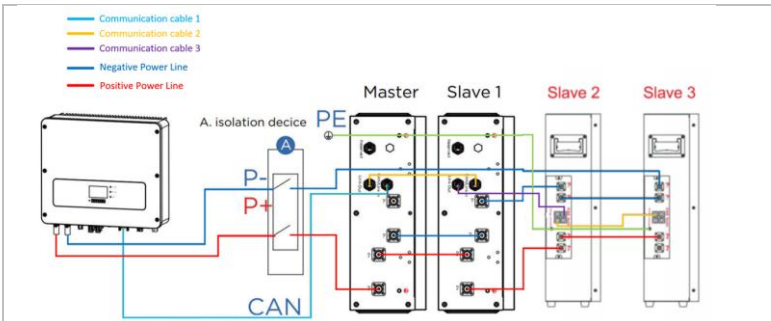 Communication cable 1
Communication cable 2
Communication cable 3
Negative Power Line
Positive Power Line
Master
Slave 1
Slave 2
Slave 3
A. isolation decice
PE
A
P-
P+
CAN